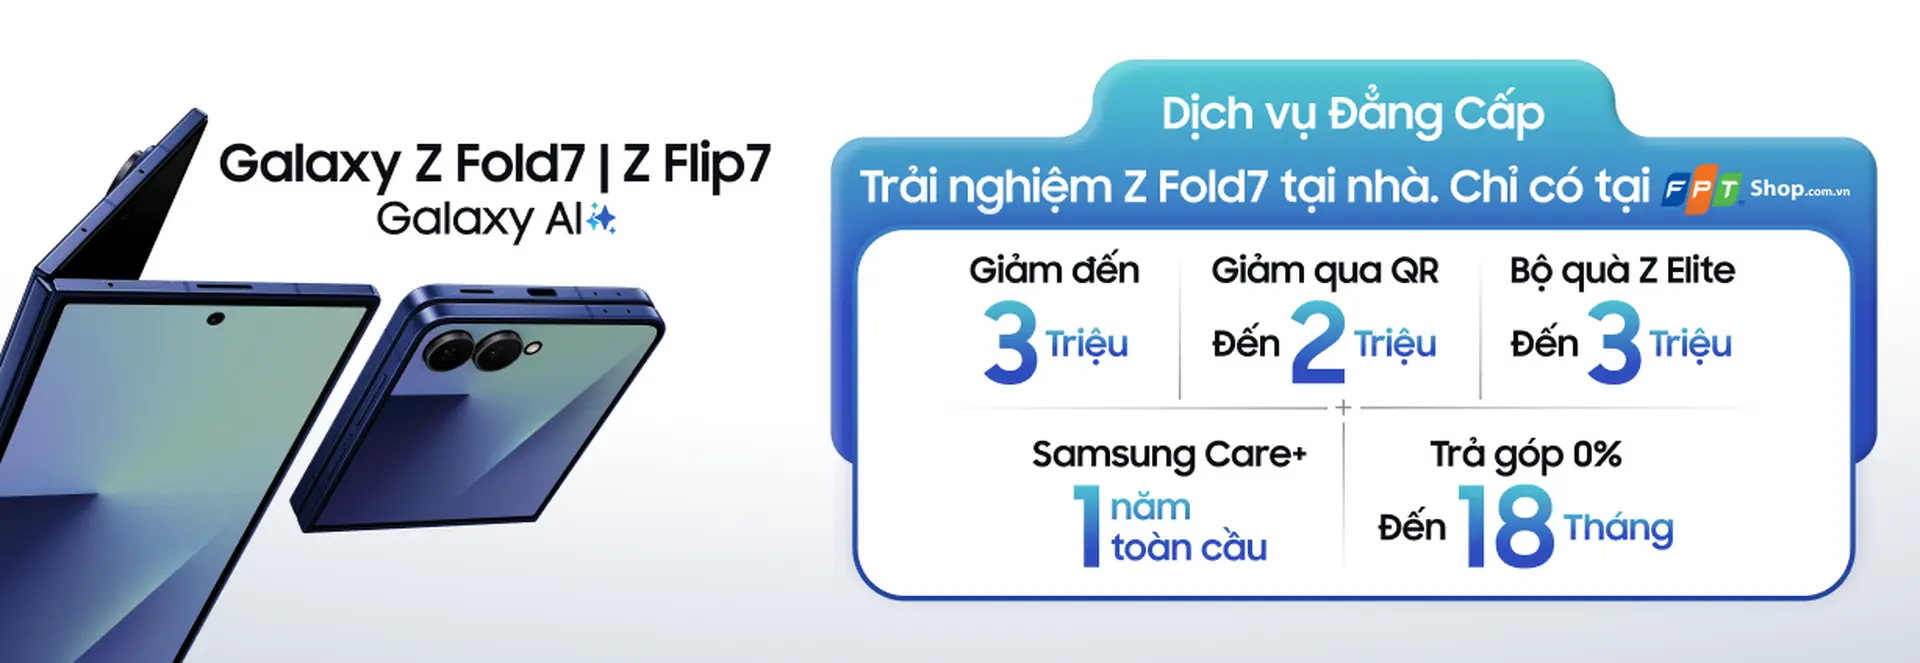 Galaxy Z Fold7 | Z Flip7
Galaxy AI
Dịch vụ Đẳng Cấp
Trải nghiệm Z Fold7 tại nhà. Chỉ có tại FPT Shop.com.vn
Giảm đến
3 Triệu
Giảm qua QR
Đến 2 Triệu
Bộ quà Z Elite
Đến 3 Triệu
+
Samsung Care+
1 năm
toàn cầu
Trả góp 0%
Đến 18 Tháng